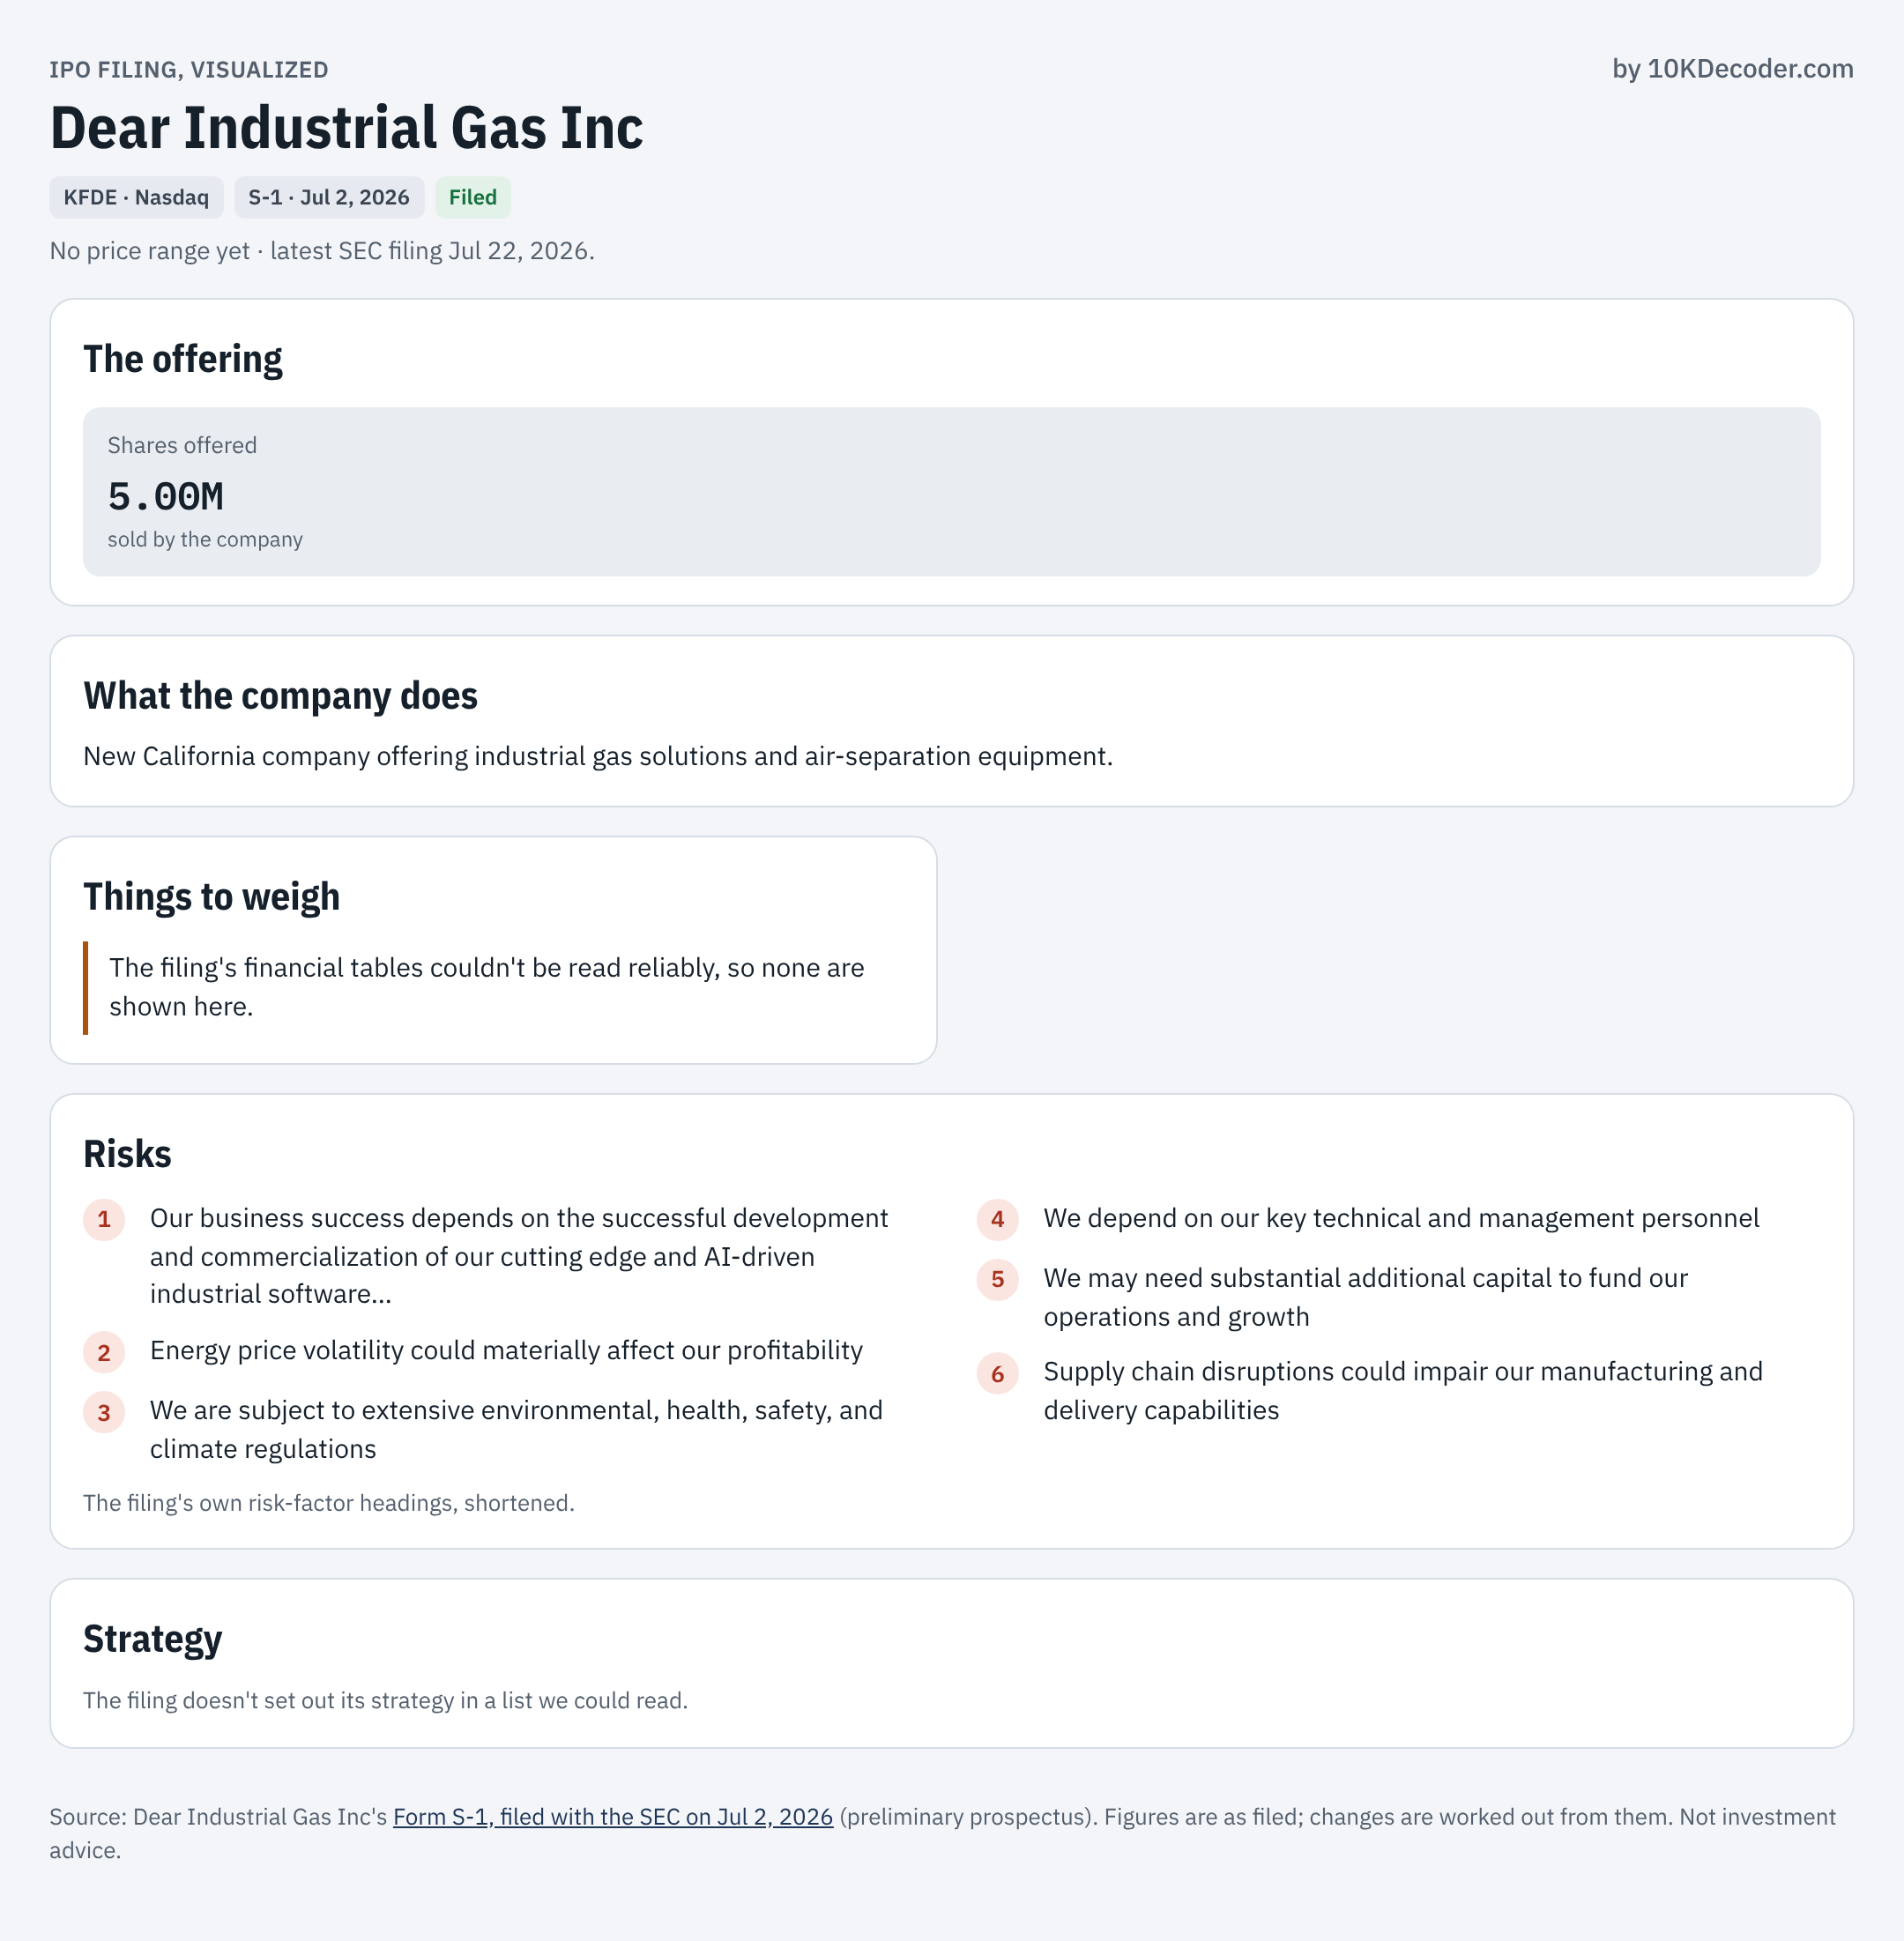 IPO FILING, VISUALIZED
by 10KDecoder.com
Dear Industrial Gas Inc
KFDE · Nasdaq
S-1 · Jul 2, 2026
Filed
No price range yet · latest SEC filing Jul 22, 2026.
The offering
Shares offered
5.00M
sold by the company
What the company does
New California company offering industrial gas solutions and air-separation equipment.
Things to weigh
The filing's financial tables couldn't be read reliably, so none are
shown here.
Risks
1 Our business success depends on the successful development
and commercialization of our cutting edge and AI-driven
industrial software...
2 Energy price volatility could materially affect our profitability
3 We are subject to extensive environmental, health, safety, and
climate regulations
4 We depend on our key technical and management personnel
5 We may need substantial additional capital to fund our
operations and growth
6 Supply chain disruptions could impair our manufacturing and
delivery capabilities
The filing's own risk-factor headings, shortened.
Strategy
The filing doesn't set out its strategy in a list we could read.
Source: Dear Industrial Gas Inc's Form S-1, filed with the SEC on Jul 2, 2026 (preliminary prospectus). Figures are as filed; changes are worked out from them. Not investment
advice.